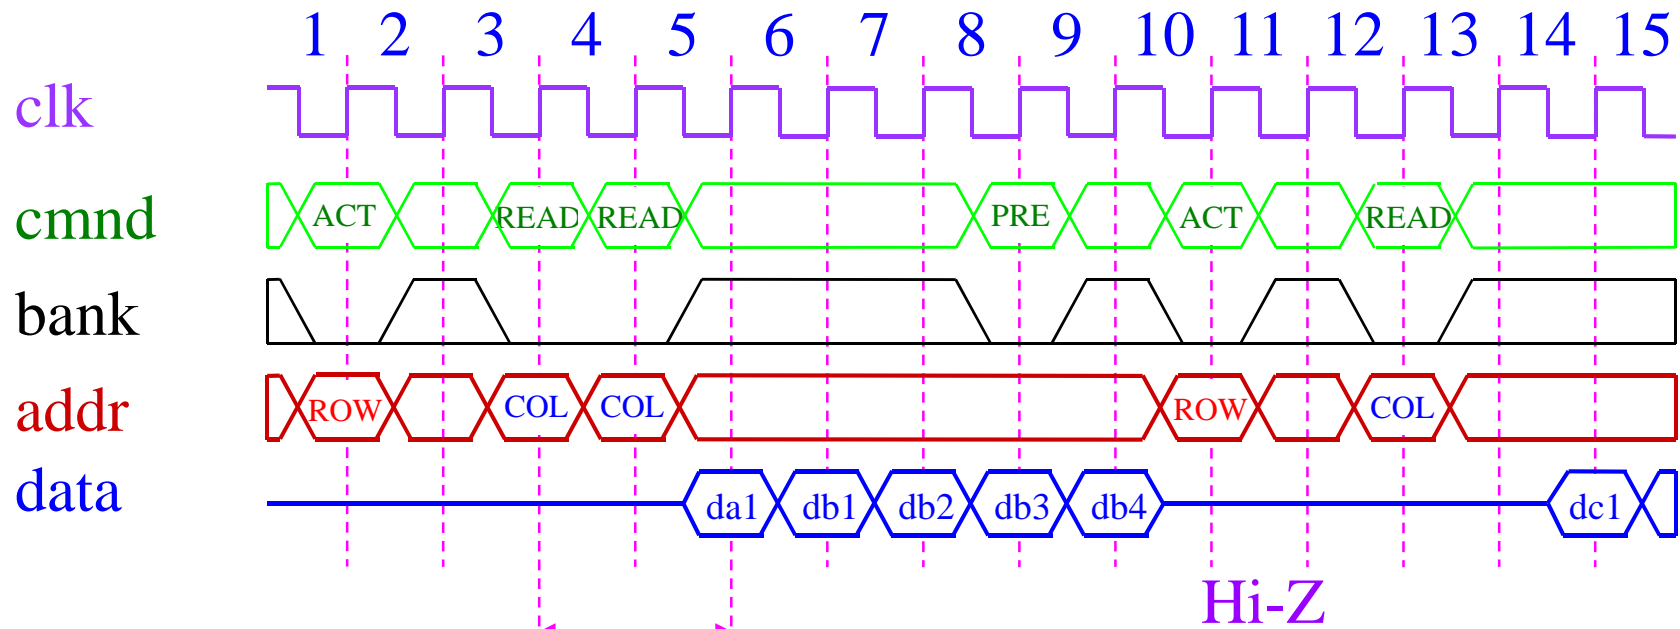 1 2 3 4 5 6 7 8 9 10 11 12 13 14 15
clk
cmnd ACT READ READ PRE ACT READ
bank
addr ROW COL COL ROW COL
data da1 db1 db2 db3 db4 dc1
Hi-Z